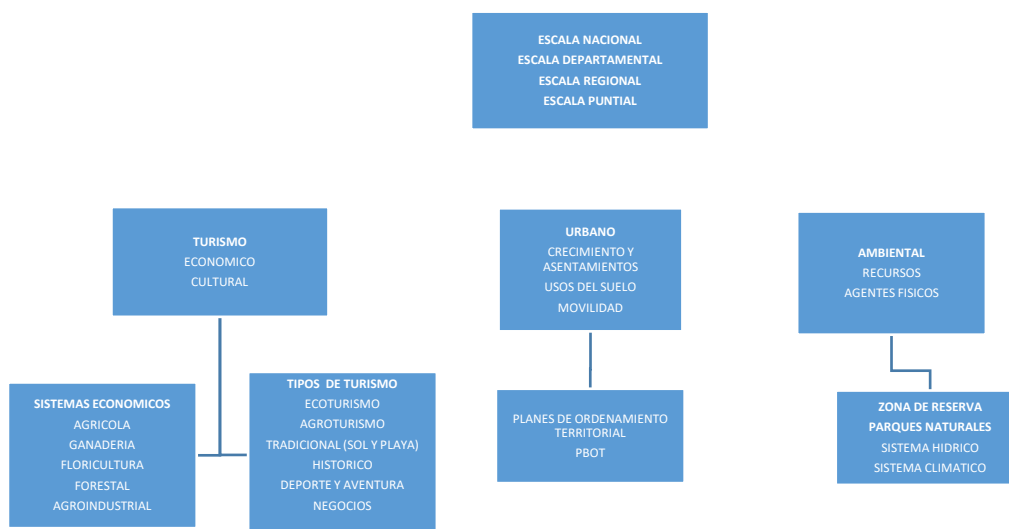 ESCALA NACIONAL
ESCALA DEPARTAMENTAL
ESCALA REGIONAL
ESCALA PUNTIAL
TURISMO
ECONOMICO
CULTURAL
URBANO
CRECIMIENTO Y
ASENTAMIENTOS
USOS DEL SUELO
MOVILIDAD
AMBIENTAL
RECURSOS
AGENTES FISICOS
SISTEMAS ECONOMICOS
AGRICOLA
GANADERIA
FLORICULTURA
FORESTAL
AGROINDUSTRIAL
TIPOS DE TURISMO
ECOTURISMO
AGROTURISMO
TRADICIONAL (SOL Y PLAYA)
HISTORICO
DEPORTE Y AVENTURA
NEGOCIOS
PLANES DE ORDENAMIENTO
TERRITORIAL
PBOT
ZONA DE RESERVA
PARQUES NATURALES
SISTEMA HIDRICO
SISTEMA CLIMATICO